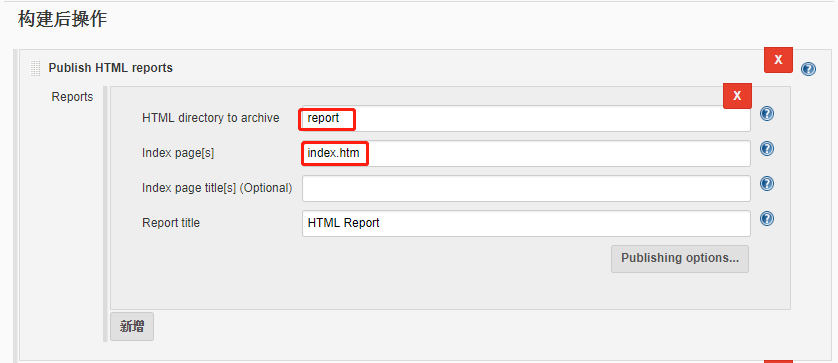 构建后操作
Publish HTML reports
X
?
Reports
X
HTML directory to archive
report
?
Index page[s]
index.htm
?
Index page title[s] (Optional)
?
Report title
HTML Report
?
Publishing options...
新增